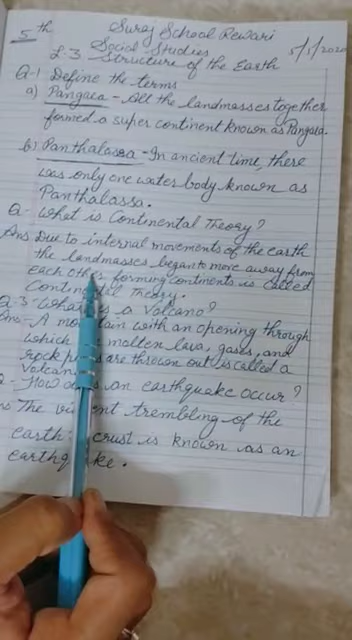 5th Suraj School Rewari
Social Studies 5/1/202
L-3 Structure of the Earth
Q-1 Define the terms
a) Pangaea - All the landmasses together
formed a super continent known as Pangaea.
b) Panthalassa - In ancient time, there
was only one water body known as
Panthalassa.
Q- What is Continental Theory?
Ans Due to internal movements of the earth
the landmasses began to move away from
each other forming continents is called
Continental Theory.
Q-3- What is a Volcano?
Ans- A mountain with an opening through
which molten lava, gases, and
rock are thrown out is called a
Volcano
Q- How does an earthquake occur?
The violent trembling of the
earth crust is known as an
earthquake.